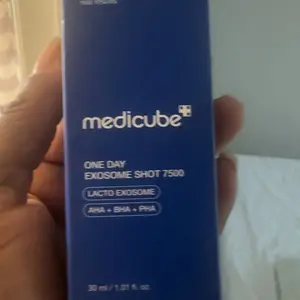 medicube
ONE DAY
EXOSOME SHOT 7500
LACTO EXOSOME
AHA + BHA + PHA
30 ml / 1.01 fl. oz.